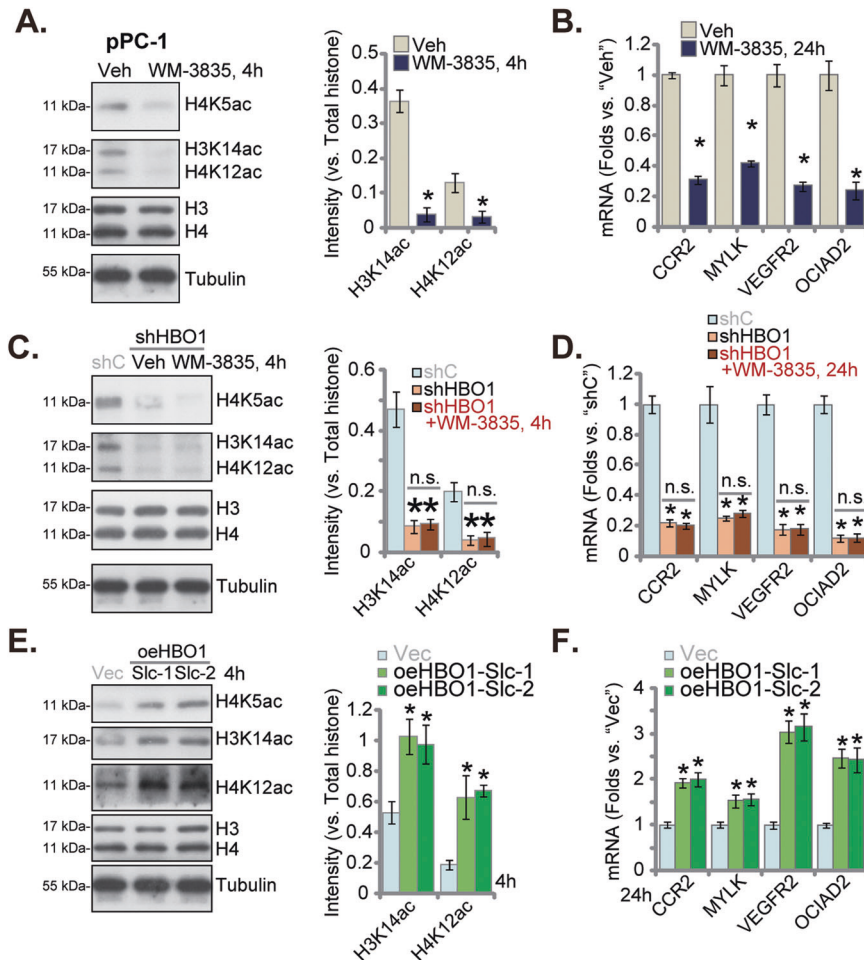 A.
pPC-1
Veh WM-3835, 4h
11 kDa- H4K5ac
17 kDa- H3K14ac
11 kDa- H4K12ac
17 kDa- H3
11 kDa- H4
55 kDa- Tubulin
Intensity (vs. Total histone)
0.5
0.4
0.3
0.2
0.1
0
Veh
WM-3835, 4h
* *
H3K14ac H4K12ac
B.
mRNA (Folds vs. "Veh")
1.2
1
0.8
0.6
0.4
0.2
0
Veh
WM-3835, 24h
* * * *
CCR2 MYLK VEGFR2 OCIAD2
C.
shHBO1
shC Veh WM-3835, 4h
11 kDa- H4K5ac
17 kDa- H3K14ac
11 kDa- H4K12ac
17 kDa- H3
11 kDa- H4
55 kDa- Tubulin
Intensity (vs. Total histone)
0.6
0.4
0.2
0
shC
shHBO1
shHBO1
+WM-3835, 4h
n.s. n.s.
** **
H3K14ac H4K12ac
D.
mRNA (Folds vs. "shC")
1.2
1
0.8
0.6
0.4
0.2
0
shC
shHBO1
shHBO1
+WM-3835, 24h
n.s. n.s. n.s. n.s.
* * * * * * * *
CCR2 MYLK VEGFR2 OCIAD2
E.
oeHBO1
Vec Slc-1 Slc-2 4h
11 kDa- H4K5ac
17 kDa- H3K14ac
11 kDa- H4K12ac
17 kDa- H3
11 kDa- H4
55 kDa- Tubulin
Intensity (vs. Total histone)
1.2
1
0.8
0.6
0.4
0.2
0
Vec
oeHBO1-Slc-1
oeHBO1-Slc-2
* * * *
4h
H3K14ac H4K12ac
F.
mRNA (Folds vs. "Vec")
4
3
2
1
0
Vec
oeHBO1-Slc-1
oeHBO1-Slc-2
* * * * * * * *
24h
CCR2 MYLK VEGFR2 OCIAD2